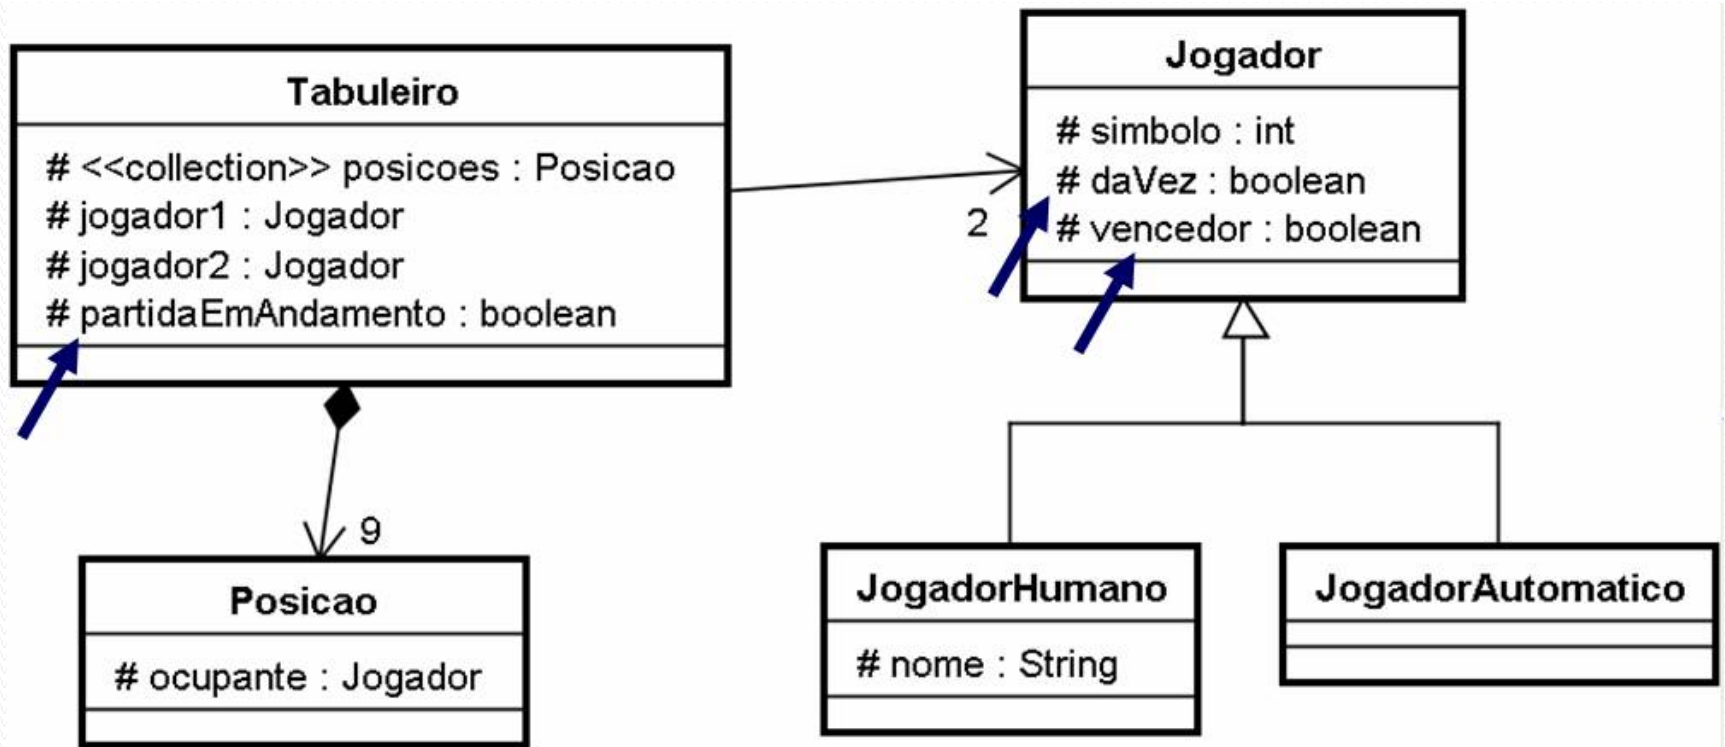 Tabuleiro
# <<collection>> posicoes : Posicao
# jogador1 : Jogador
# jogador2 : Jogador
# partidaEmAndamento : boolean
2
Jogador
# simbolo : int
# daVez : boolean
# vencedor : boolean
9
Posicao
# ocupante : Jogador
JogadorHumano
# nome : String
JogadorAutomatico